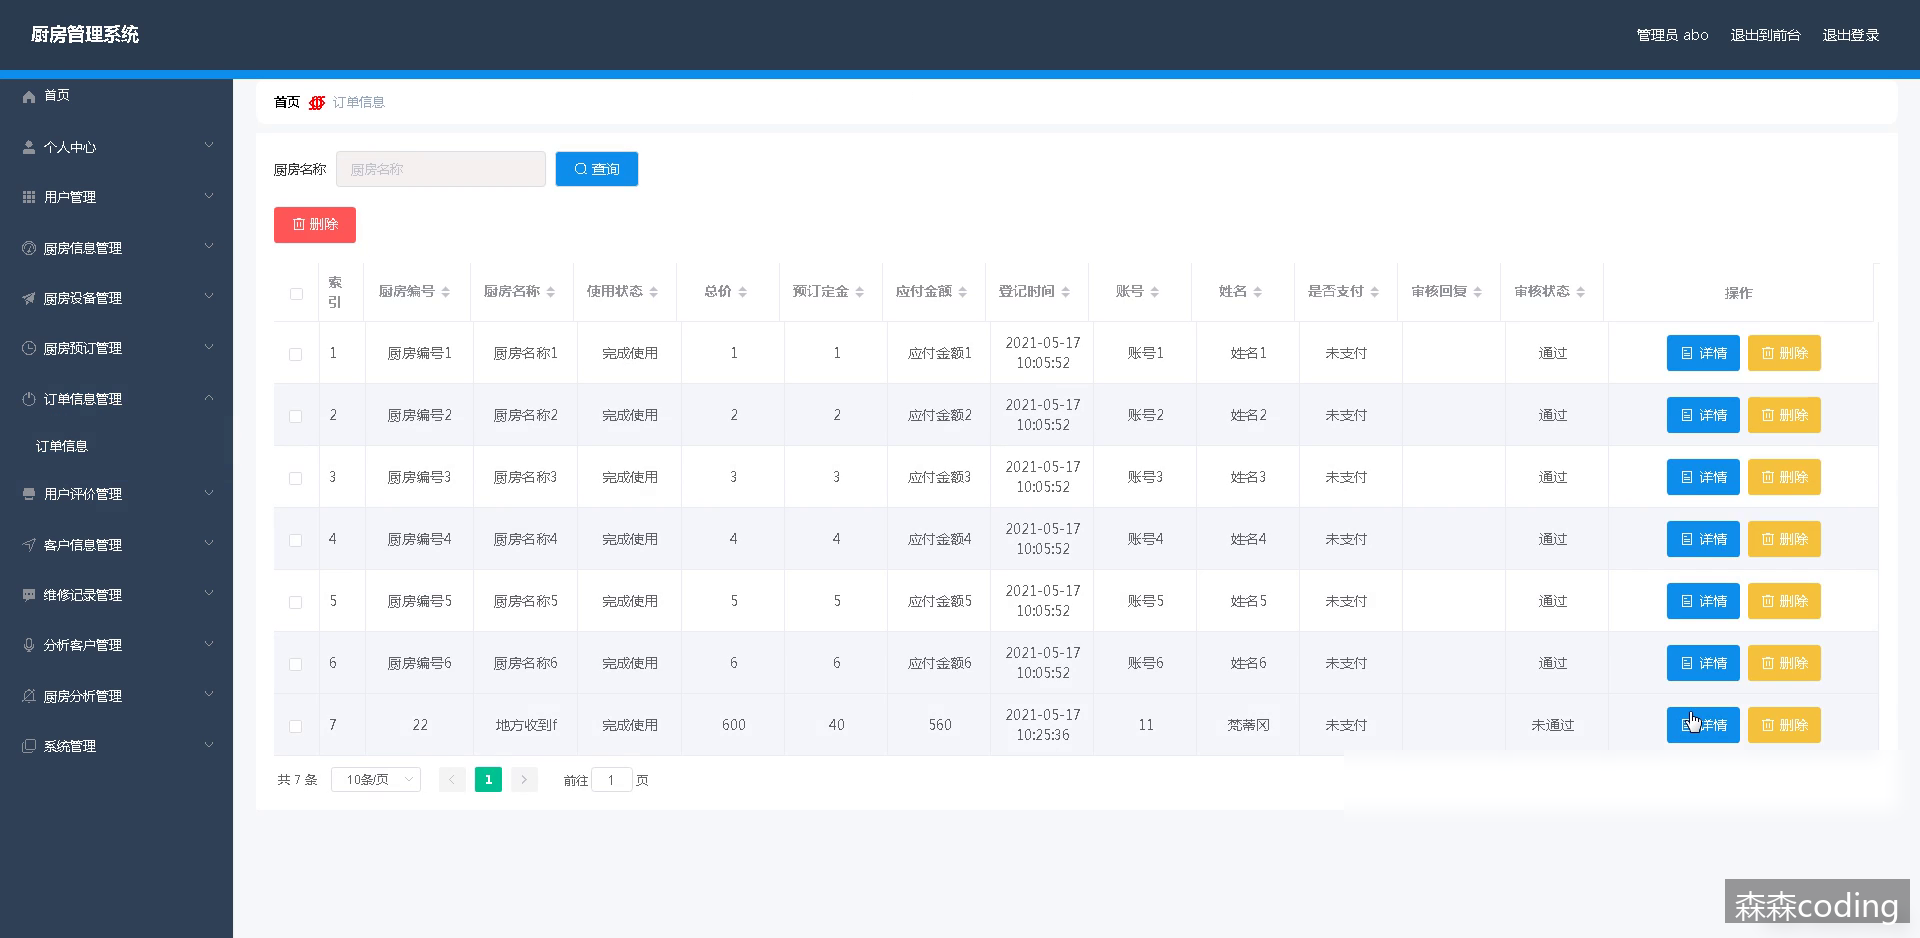 厨房管理系统
管理员 abo 退出到前台 退出登录
首页
个人中心
用户管理
厨房信息管理
厨房设备管理
厨房预订管理
订单信息管理
订单信息
用户评价管理
客户信息管理
维修记录管理
分析客户管理
厨房分析管理
系统管理
首页 订单信息
厨房名称 厨房名称 查询
删除
索引 厨房编号 厨房名称 使用状态 总价 预订定金 应付金额 登记时间 账号 姓名 是否支付 审核回复 审核状态 操作
1 厨房编号1 厨房名称1 完成使用 1 1 应付金额1 2021-05-17 10:05:52 账号1 姓名1 未支付 通过 详情 删除
2 厨房编号2 厨房名称2 完成使用 2 2 应付金额2 2021-05-17 10:05:52 账号2 姓名2 未支付 通过 详情 删除
3 厨房编号3 厨房名称3 完成使用 3 3 应付金额3 2021-05-17 10:05:52 账号3 姓名3 未支付 通过 详情 删除
4 厨房编号4 厨房名称4 完成使用 4 4 应付金额4 2021-05-17 10:05:52 账号4 姓名4 未支付 通过 详情 删除
5 厨房编号5 厨房名称5 完成使用 5 5 应付金额5 2021-05-17 10:05:52 账号5 姓名5 未支付 通过 详情 删除
6 厨房编号6 厨房名称6 完成使用 6 6 应付金额6 2021-05-17 10:05:52 账号6 姓名6 未支付 通过 详情 删除
7 22 地方收到f 完成使用 600 40 560 2021-05-17 10:25:36 11 梵蒂冈 未支付 未通过 详情 删除
共 7 条 10条/页 1 前往 1 页
森森coding